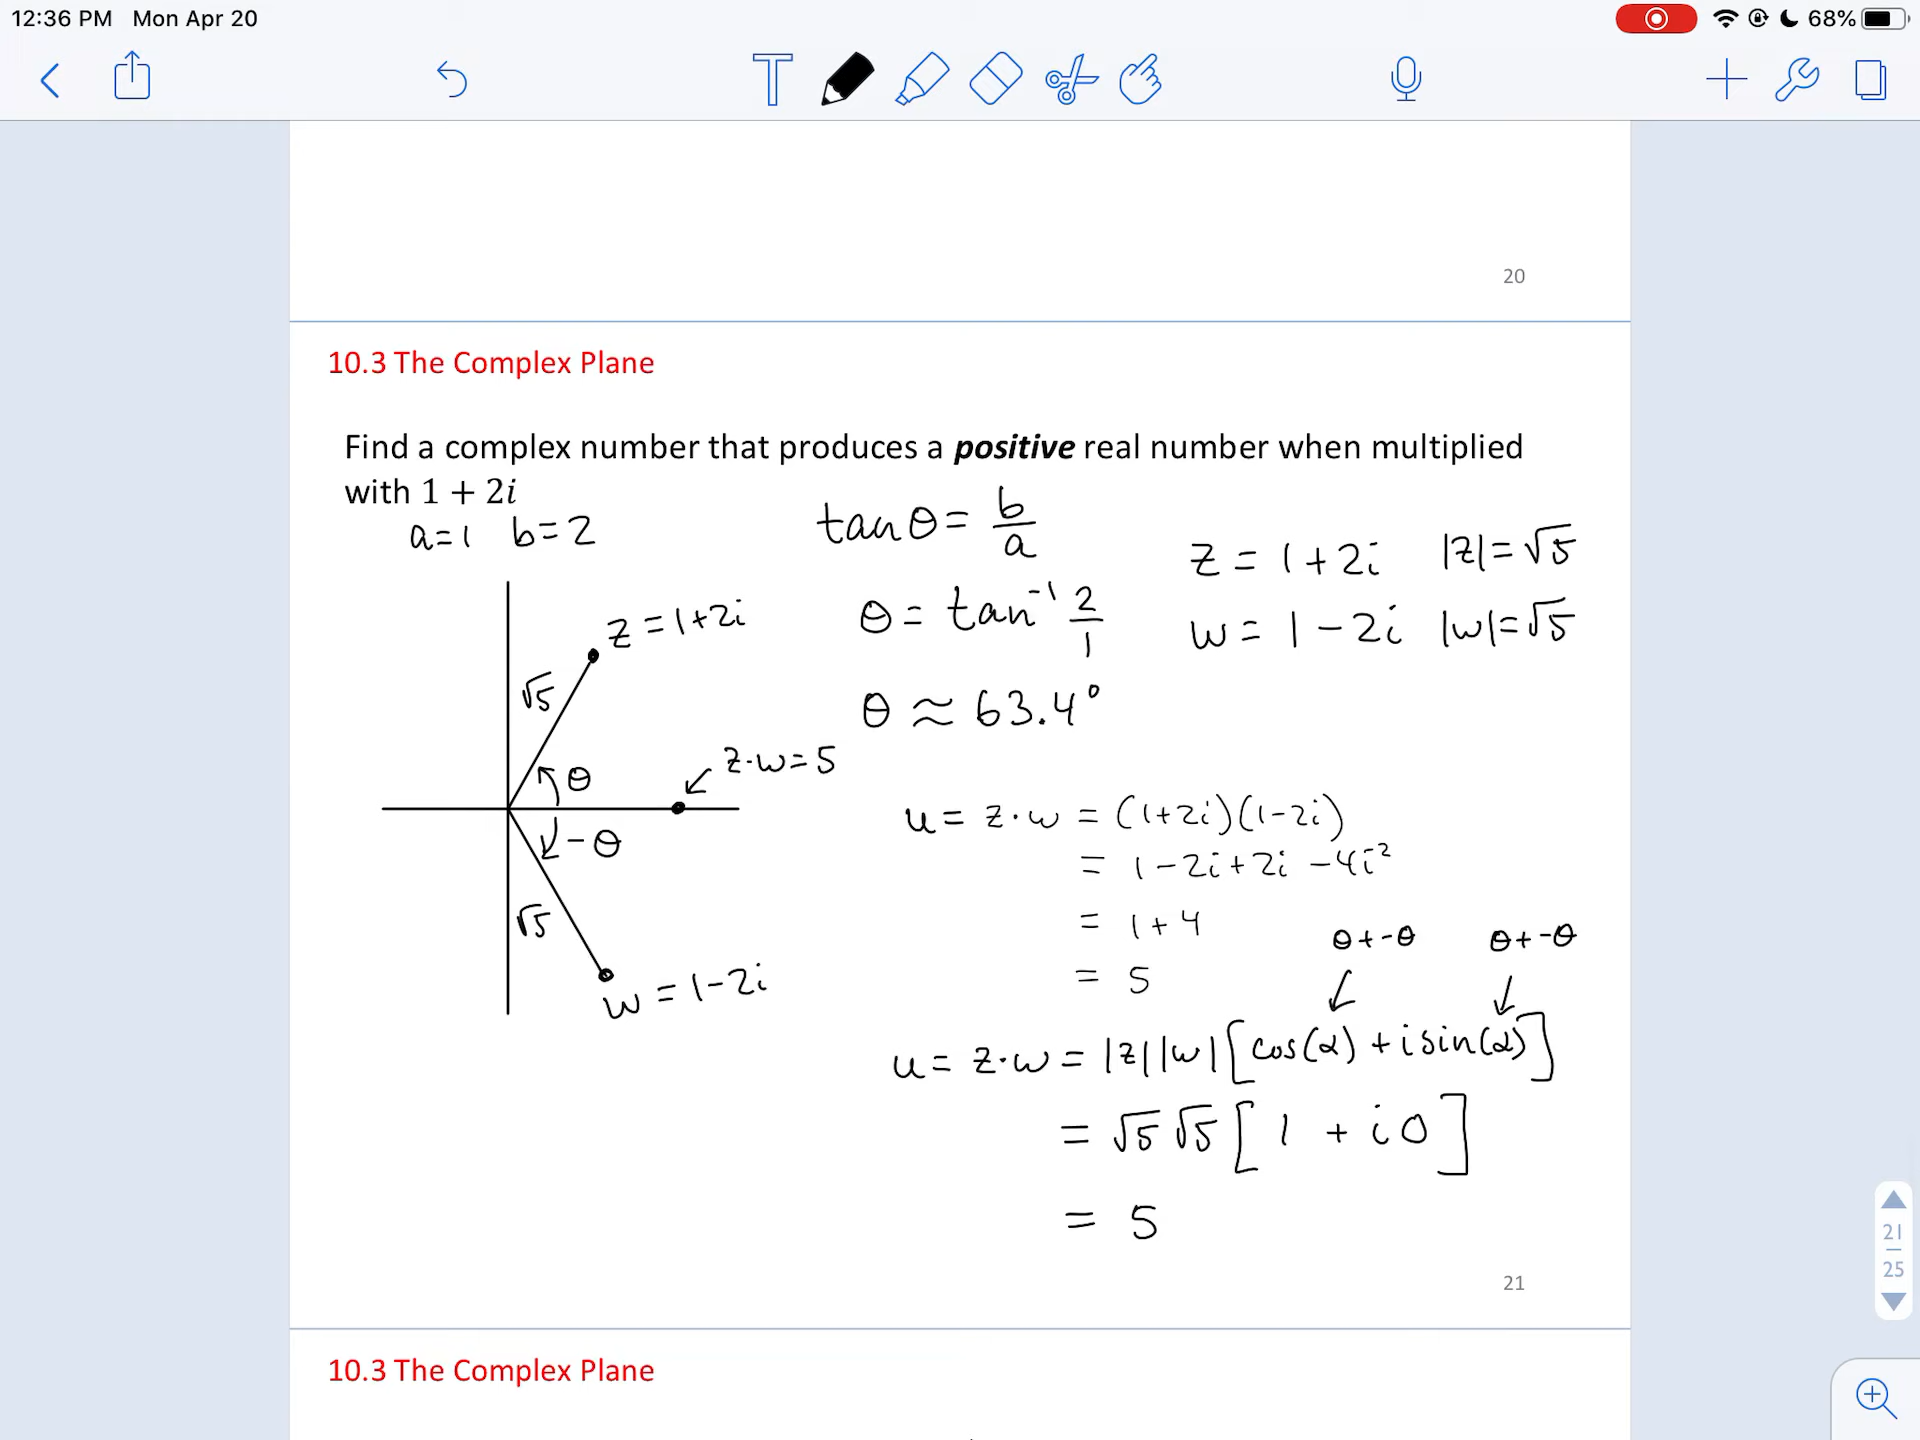 12:36 PM Mon Apr 20
68%
T
20
10.3 The Complex Plane
Find a complex number that produces a positive real number when multiplied
with 1 + 2i
a=1 b=2
tanθ = b/a
θ = tan⁻¹ 2/1
θ ≈ 63.4°
z = 1+2i |z|=√5
w = 1-2i |w|=√5
z = 1+2i
√5
θ
z·w=5
-θ
√5
w = 1-2i
u = z·w = (1+2i)(1-2i)
= 1-2i+2i -4i²
= 1+4
= 5
θ+-θ θ+-θ
u = z·w = |z||w|[cos(α) + isin(α)]
= √5 √5 [1 + i0]
= 5
21
21
25
10.3 The Complex Plane